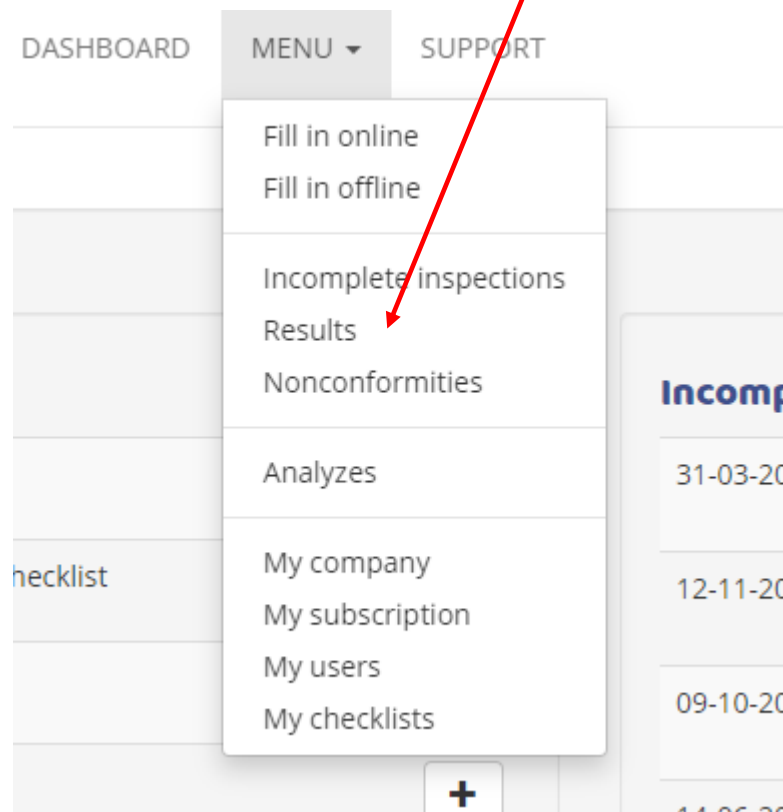 DASHBOARD MENU SUPPORT
Fill in online
Fill in offline
Incomplete inspections
Results
Nonconformities
Analyzes
My company
My subscription
My users
My checklists
hecklist
+
Incomp
31-03-20
12-11-20
09-10-20